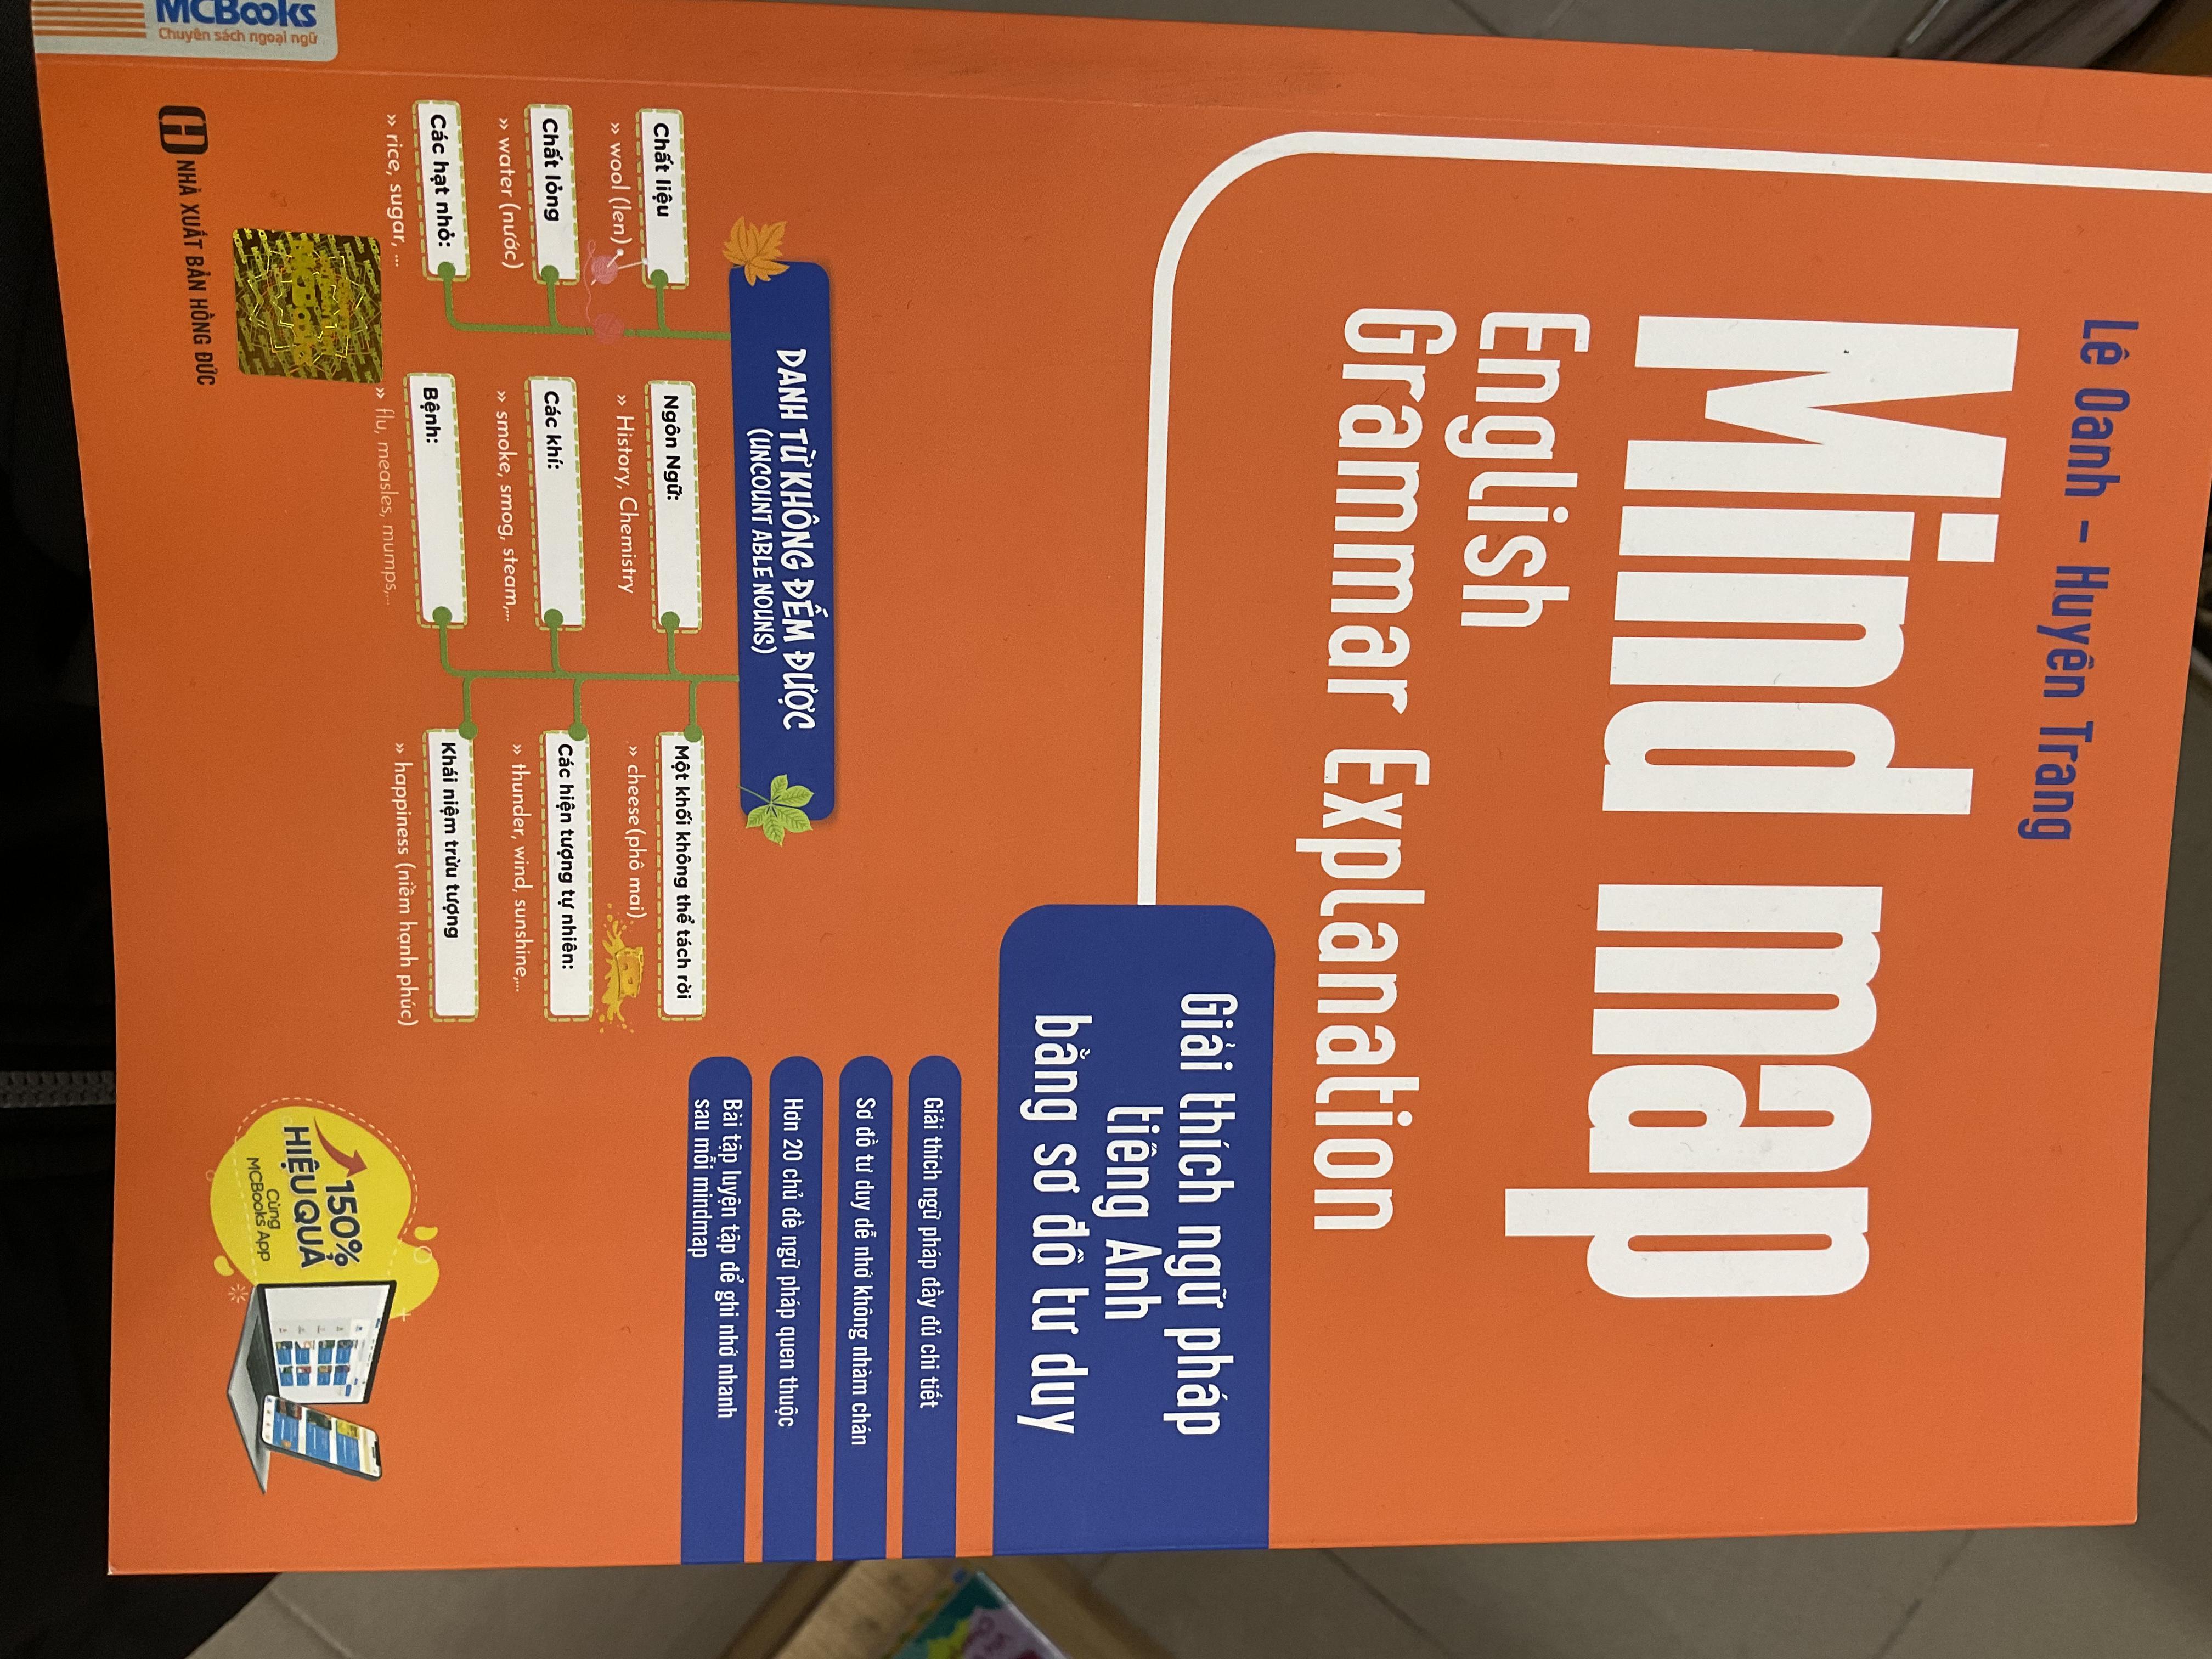 Lê Oanh - Huyên Trang
Mind map
English
Grammar Explanation
Giải thích ngữ pháp
tiếng Anh
bằng sơ đồ tư duy
Giải thích ngữ pháp đầy đủ chi tiết
Sơ đồ tư duy dễ nhớ không nhàm chán
Hơn 20 chủ đề ngữ pháp quen thuộc
Bài tập luyện tập để ghi nhớ nhanh
sau mỗi mindmap
DANH TỪ KHÔNG ĐẾM ĐƯỢC
(UNCOUNT ABLE NOUNS)
Chất liệu
» wool (len)
Chất lỏng
» water (nước)
Các hạt nhỏ:
» rice, sugar, ...
Ngôn Ngữ:
» History, Chemistry
Các khí:
» smoke, smog, steam,...
Bệnh:
» flu, measles, mumps,...
Một khối không thể tách rời
» cheese(phô mai)
Các hiện tượng tự nhiên:
» thunder, wind, sunshine,...
Khái niệm trừu tượng
» happiness (niềm hạnh phúc)
150%
HIỆU QUẢ
Cùng
MCBooks App
MCBooks
NHÀ XUẤT BẢN HỒNG ĐỨC
MCBooks
Chuyên sách ngoại ngữ